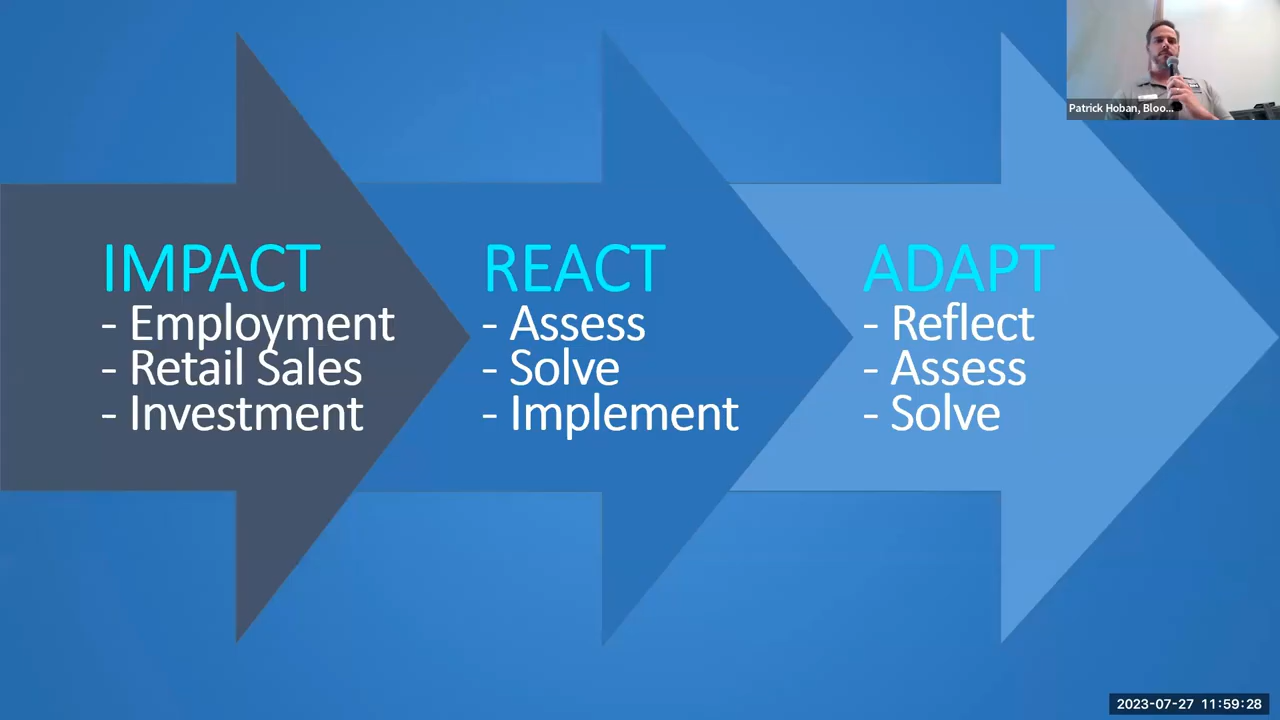 IMPACT
- Employment
- Retail Sales
- Investment
REACT
- Assess
- Solve
- Implement
ADAPT
- Reflect
- Assess
- Solve
Patrick Hoban, Bloo...
2023-07-27 11:59:28